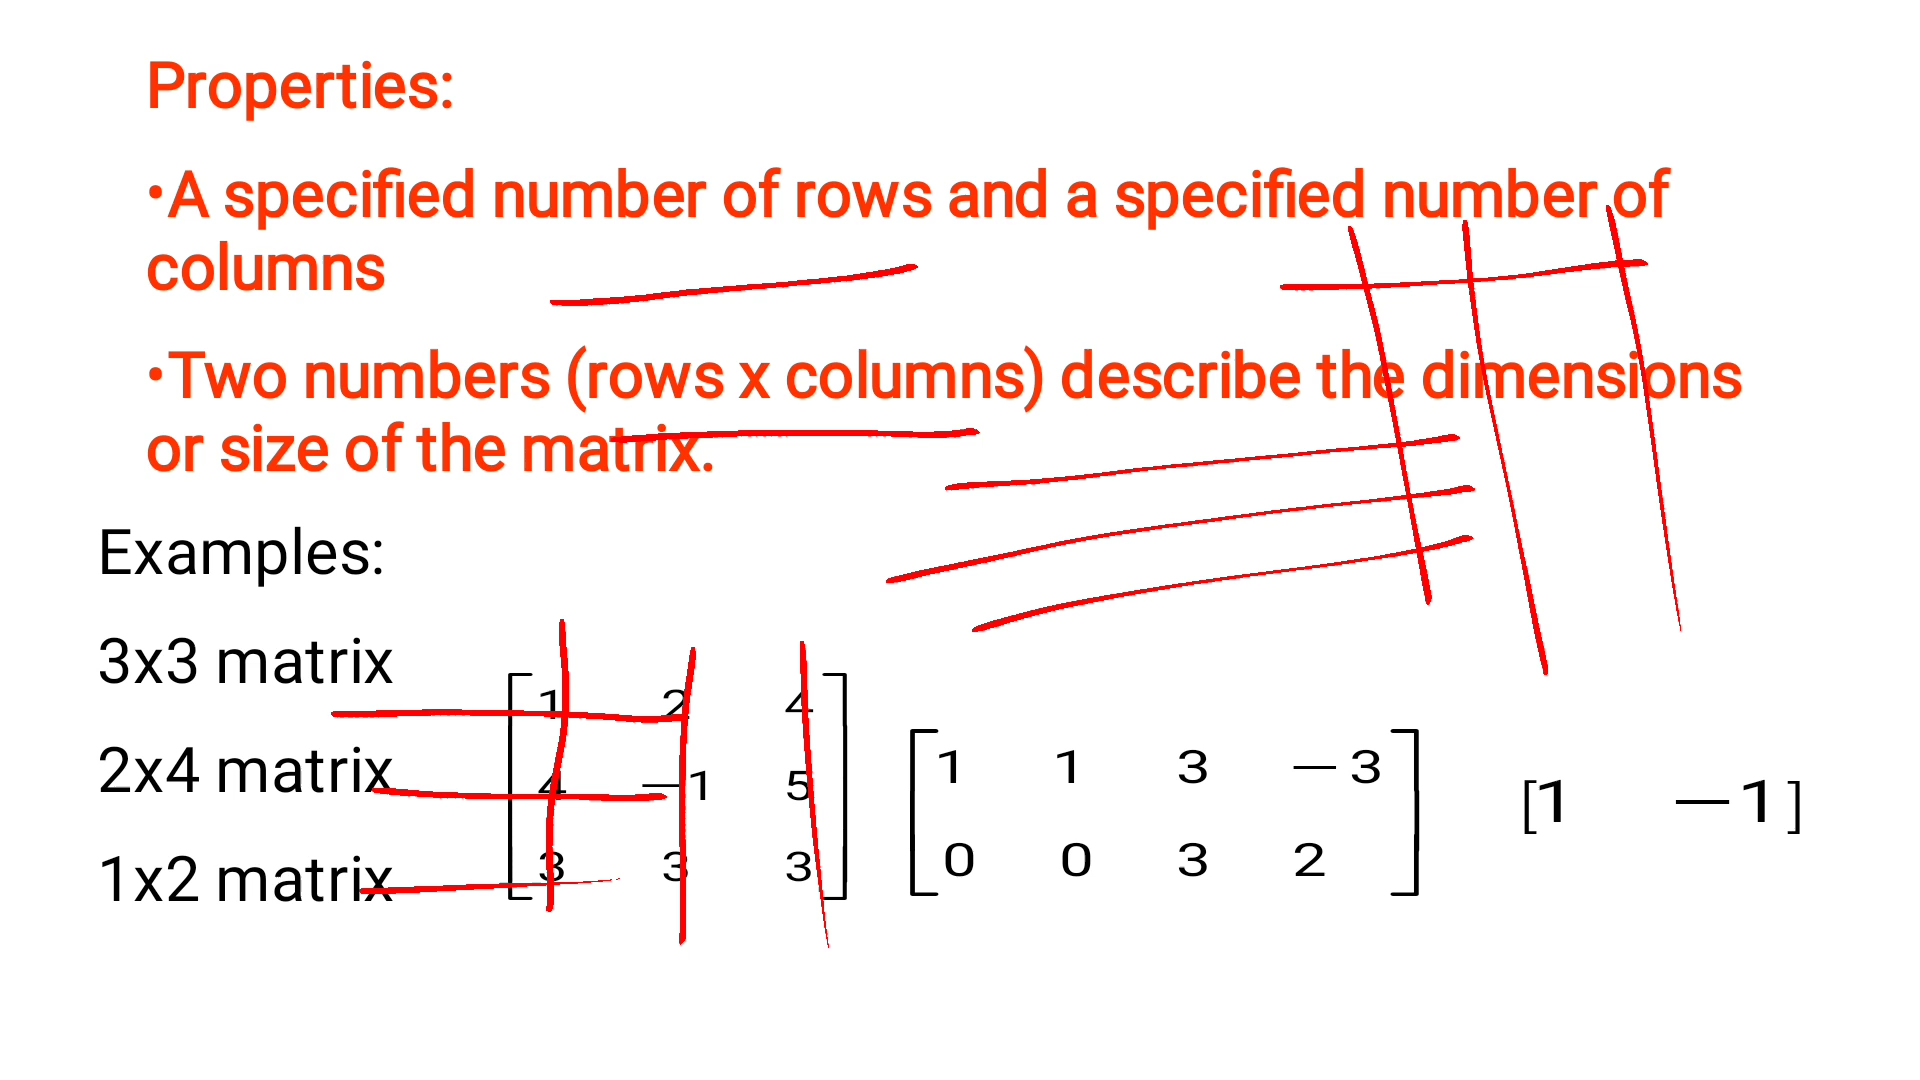 Properties:
•A specified number of rows and a specified number of
columns
•Two numbers (rows x columns) describe the dimensions
or size of the matrix.
Examples:
3x3 matrix
2x4 matrix
1x2 matrix
[1 2 4
4 −1 5
3 3 3]
[1 1 3 −3
0 0 3 2]
[1 −1]